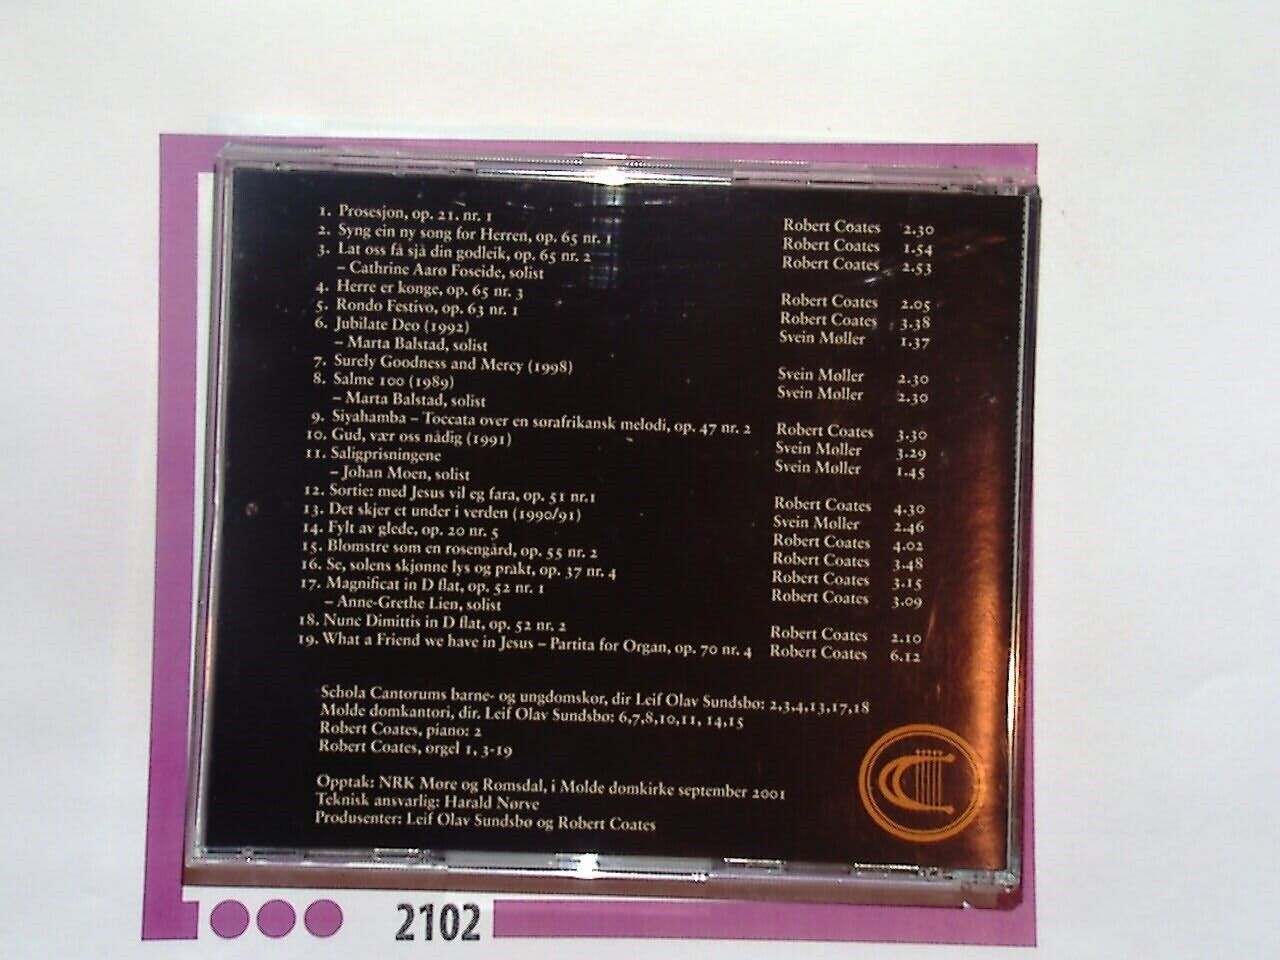 1. Prosesjon, op. 21. nr. 1 Robert Coates 2.30
2. Syng ein ny song for Herren, op. 65 nr. 1 Robert Coates 1.54
3. Lat oss få sjå din godleik, op. 65 nr. 2 Robert Coates 2.53
– Cathrine Aarø Foseide, solist
4. Herre er konge, op. 65 nr. 3 Robert Coates 2.05
5. Rondo Festivo, op. 63 nr. 1 Robert Coates 3.38
6. Jubilate Deo (1992) Svein Møller 1.37
– Marta Balstad, solist
7. Surely Goodness and Mercy (1998) Svein Møller 2.30
8. Salme 100 (1989) Svein Møller 2.30
– Marta Balstad, solist
9. Siyahamba – Toccata over en sørafrikansk melodi, op. 47 nr. 2 Robert Coates 3.30
10. Gud, vær oss nådig (1991) Svein Møller 3.29
11. Saligprisningene Svein Møller 1.45
– Johan Moen, solist
12. Sortie: med Jesus vil eg fara, op. 51 nr.1 Robert Coates 4.30
13. Det skjer et under i verden (1990/91) Svein Møller 2.46
14. Fylt av glede, op. 20 nr. 5 Robert Coates 4.02
15. Blomstre som en rosengård, op. 55 nr. 2 Robert Coates 3.48
16. Se, solens skjønne lys og prakt, op. 37 nr. 4 Robert Coates 3.15
17. Magnificat in D flat, op. 52 nr. 1 Robert Coates 3.09
– Anne-Grethe Lien, solist
18. Nunc Dimittis in D flat, op. 52 nr. 2 Robert Coates 2.10
19. What a Friend we have in Jesus – Partita for Organ, op. 70 nr. 4 Robert Coates 6.12
Schola Cantorums barne- og ungdomskor, dir Leif Olav Sundsbø: 2,3,4,13,17,18
Molde domkantori, dir. Leif Olav Sundsbø: 6,7,8,10,11, 14,15
Robert Coates, piano: 2
Robert Coates, orgel 1, 3-19
Opptak: NRK Møre og Romsdal, i Molde domkirke september 2001
Teknisk ansvarlig: Harald Nørve
Produsenter: Leif Olav Sundsbø og Robert Coates
2102